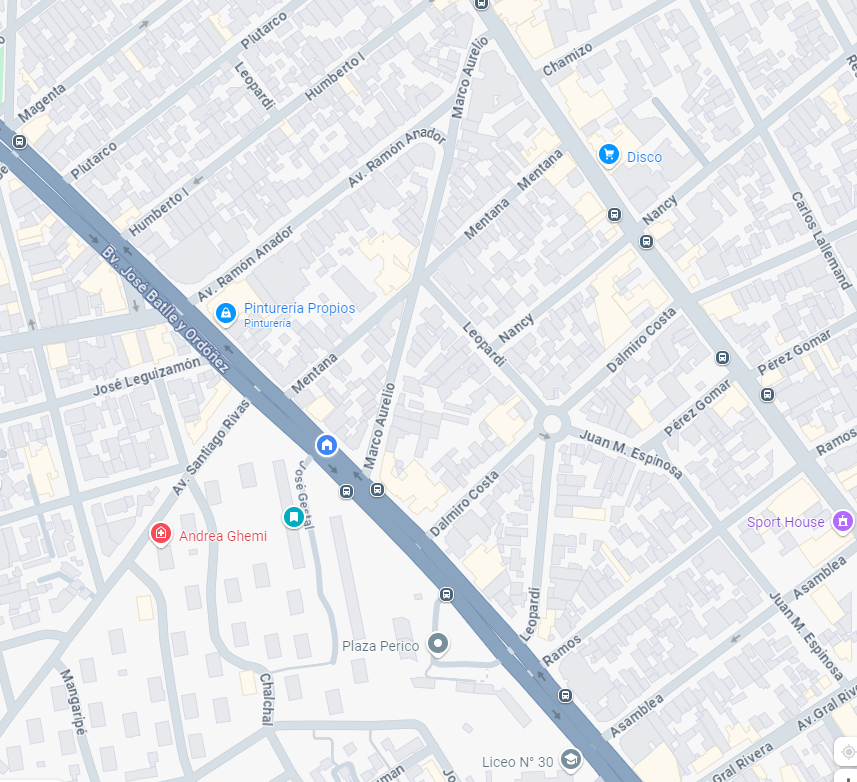 Plutarco
Leopardi
Humberto I
Marco Aurelio
Chamizo
Magenta
Plutarco
Av. Ramón Anador
Mentana
Disco
Humberto I
Mentana
Nancy
Carlos Lallemand
Av. Ramón Anador
Bv. José Batlle y Ordóñez
Pinturería Propios
Pinturería
Leopardi
Nancy
Dalmiro Costa
Pérez Gomar
José Leguizamón
Mentana
Marco Aurelio
Pérez Gomar
Av. Santiago Rivas
Juan M. Espinosa
Ramos
José Gestal
Dalmiro Costa
Sport House
Andrea Ghemi
Asamblea
Leopardi
Juan M. Espinosa
Plaza Perico
Ramos
Mangaripé
Chalchal
Asamblea
Av.Gral Rivera
Gral Rivera
Liceo N° 30